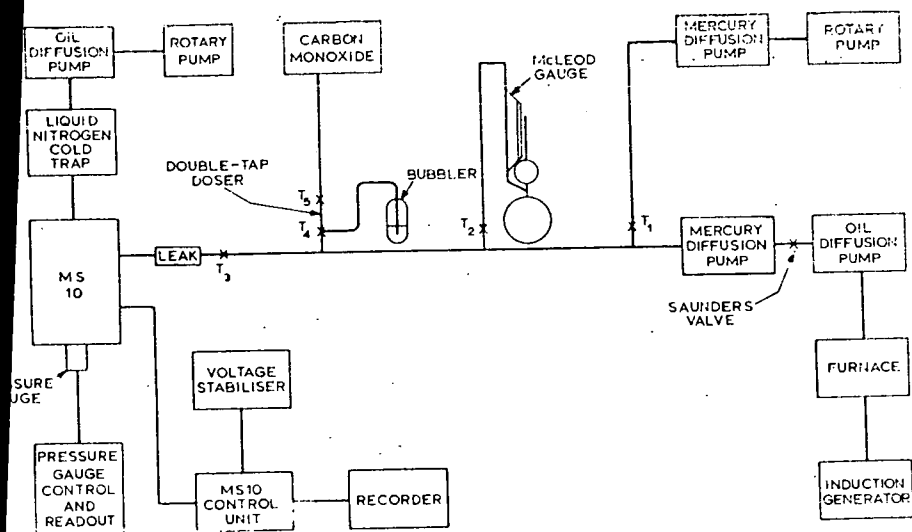 OIL
DIFFUSION
PUMP
ROTARY
PUMP
CARBON
MONOXIDE
MERCURY
DIFFUSION
PUMP
ROTARY
PUMP
McLEOD
GAUGE
LIQUID
NITROGEN
COLD
TRAP
DOUBLE-TAP
DOSER
BUBBLER
T5
T4
T2
T1
LEAK
T3
MS
10
MERCURY
DIFFUSION
PUMP
OIL
DIFFUSION
PUMP
SAUNDERS
VALVE
SSURE
UGE
VOLTAGE
STABILISER
FURNACE
PRESSURE
GAUGE
CONTROL
AND
READOUT
MS10
CONTROL
UNIT
RECORDER
INDUCTION
GENERATOR